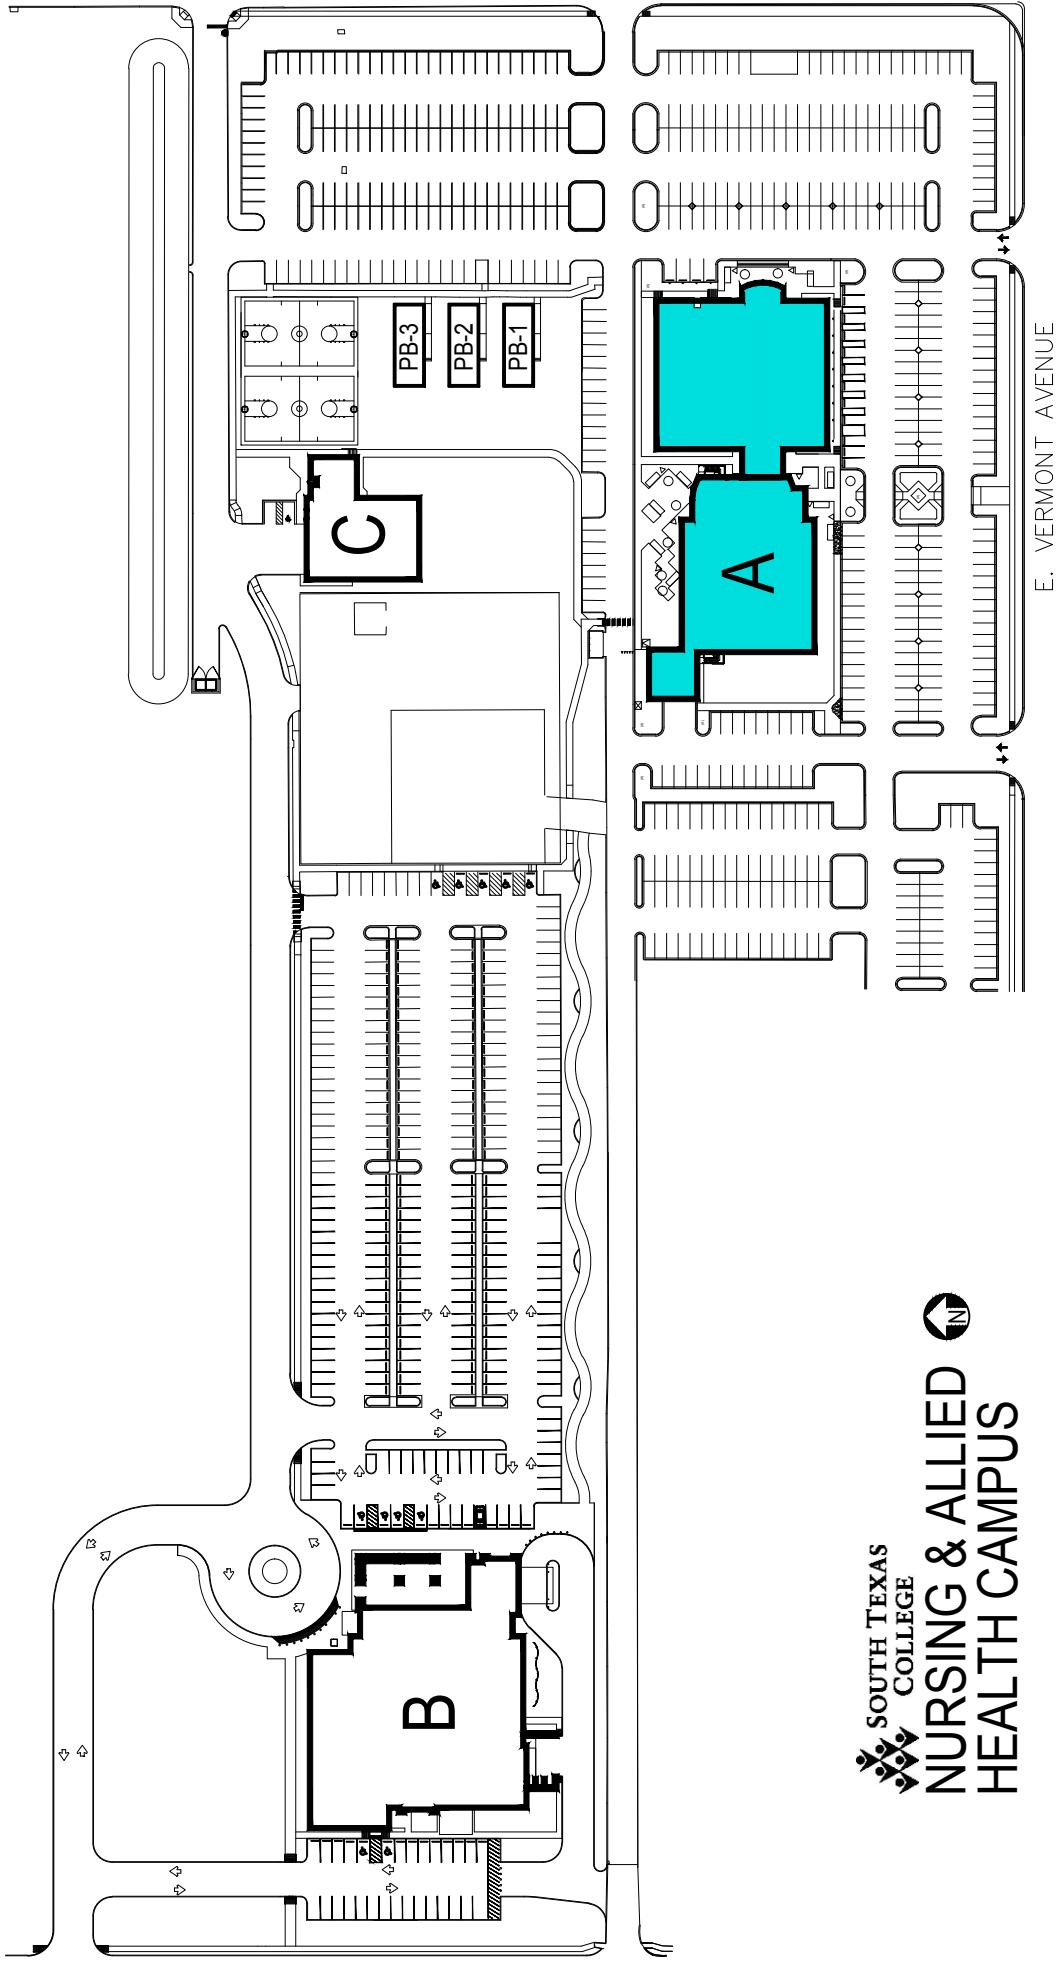 PB-3
PB-2
PB-1
C
A
B
E. VERMONT AVENUE
N
SOUTH TEXAS
COLLEGE
NURSING & ALLIED
HEALTH CAMPUS